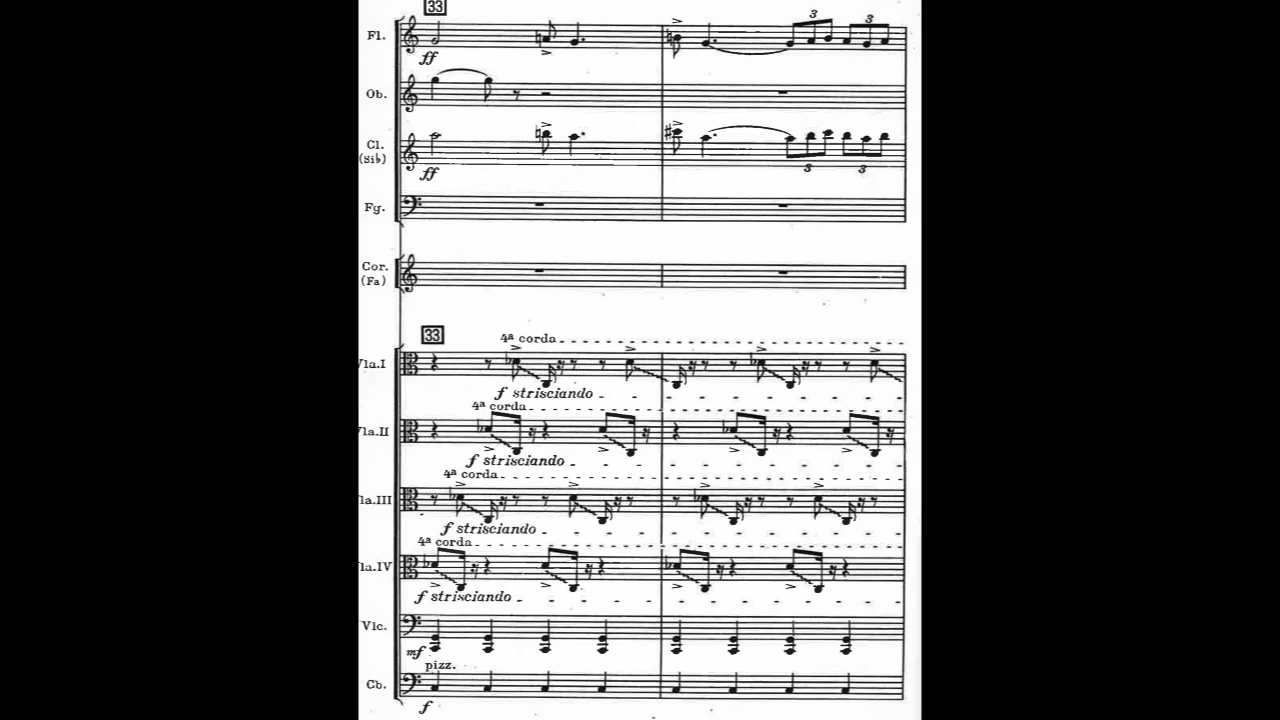 33
Fl.
ff
Ob.
Cl.
(Sib)
ff
Fg.
Cor.
(Fa)
33
4ª corda
Vla.I
f strisciando
4ª corda
Vla.II
f strisciando
4ª corda
Vla.III
f strisciando
4ª corda
Vla.IV
f strisciando
Vlc.
mf
pizz.
Cb.
f
3 3
3 3